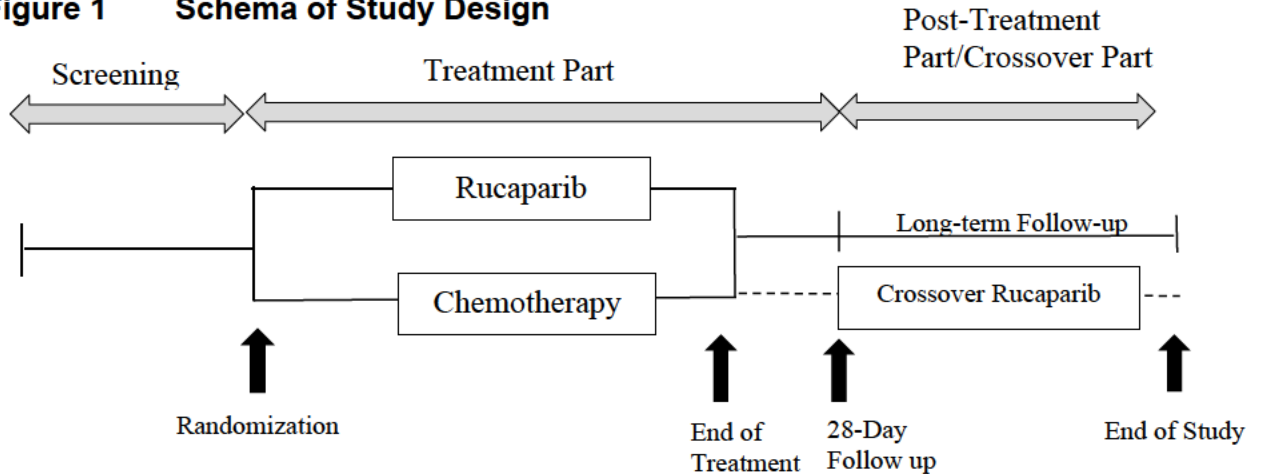 Figure 1 Schema of Study Design
Post-Treatment
Part/Crossover Part
Screening
Treatment Part
Rucaparib
Long-term Follow-up
Chemotherapy
Crossover Rucaparib
Randomization
End of
Treatment
28-Day
Follow up
End of Study